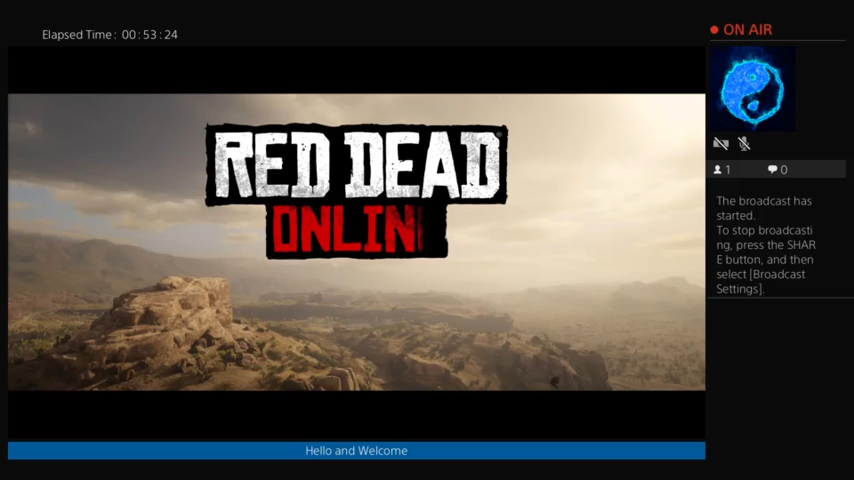 Elapsed Time: 00:53:24
ON AIR
1
0
The broadcast has
started.
To stop broadcasti
ng, press the SHAR
E button, and then
select [Broadcast
Settings].
RED DEAD®
ONLIN
Hello and Welcome